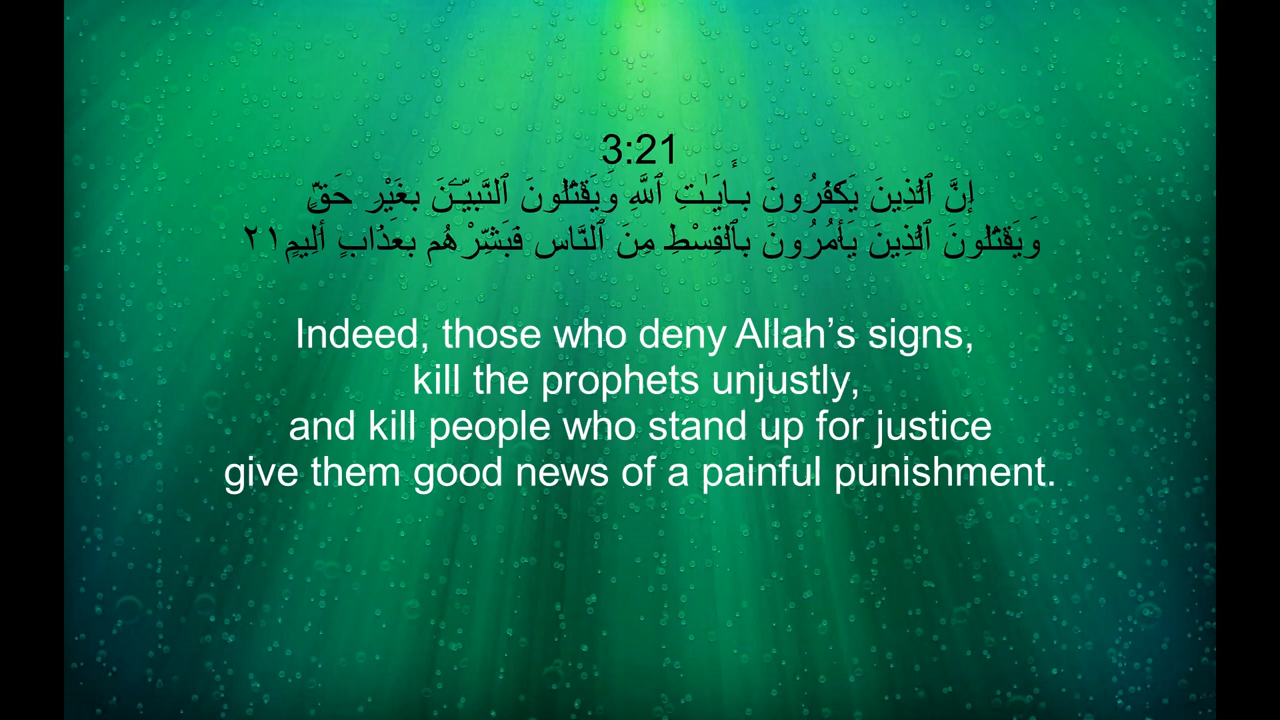 3:21
إِنَّ ٱلَّذِينَ يَكْفُرُونَ بِـَٔايَـٰتِ ٱللَّهِ وَيَقْتُلُونَ ٱلنَّبِيِّـۧنَ بِغَيْرِ حَقٍّۢ
وَيَقْتُلُونَ ٱلَّذِينَ يَأْمُرُونَ بِٱلْقِسْطِ مِنَ ٱلنَّاسِ فَبَشِّرْهُم بِعَذَابٍ أَلِيمٍ ٢١
Indeed, those who deny Allah’s signs,
kill the prophets unjustly,
and kill people who stand up for justice
give them good news of a painful punishment.